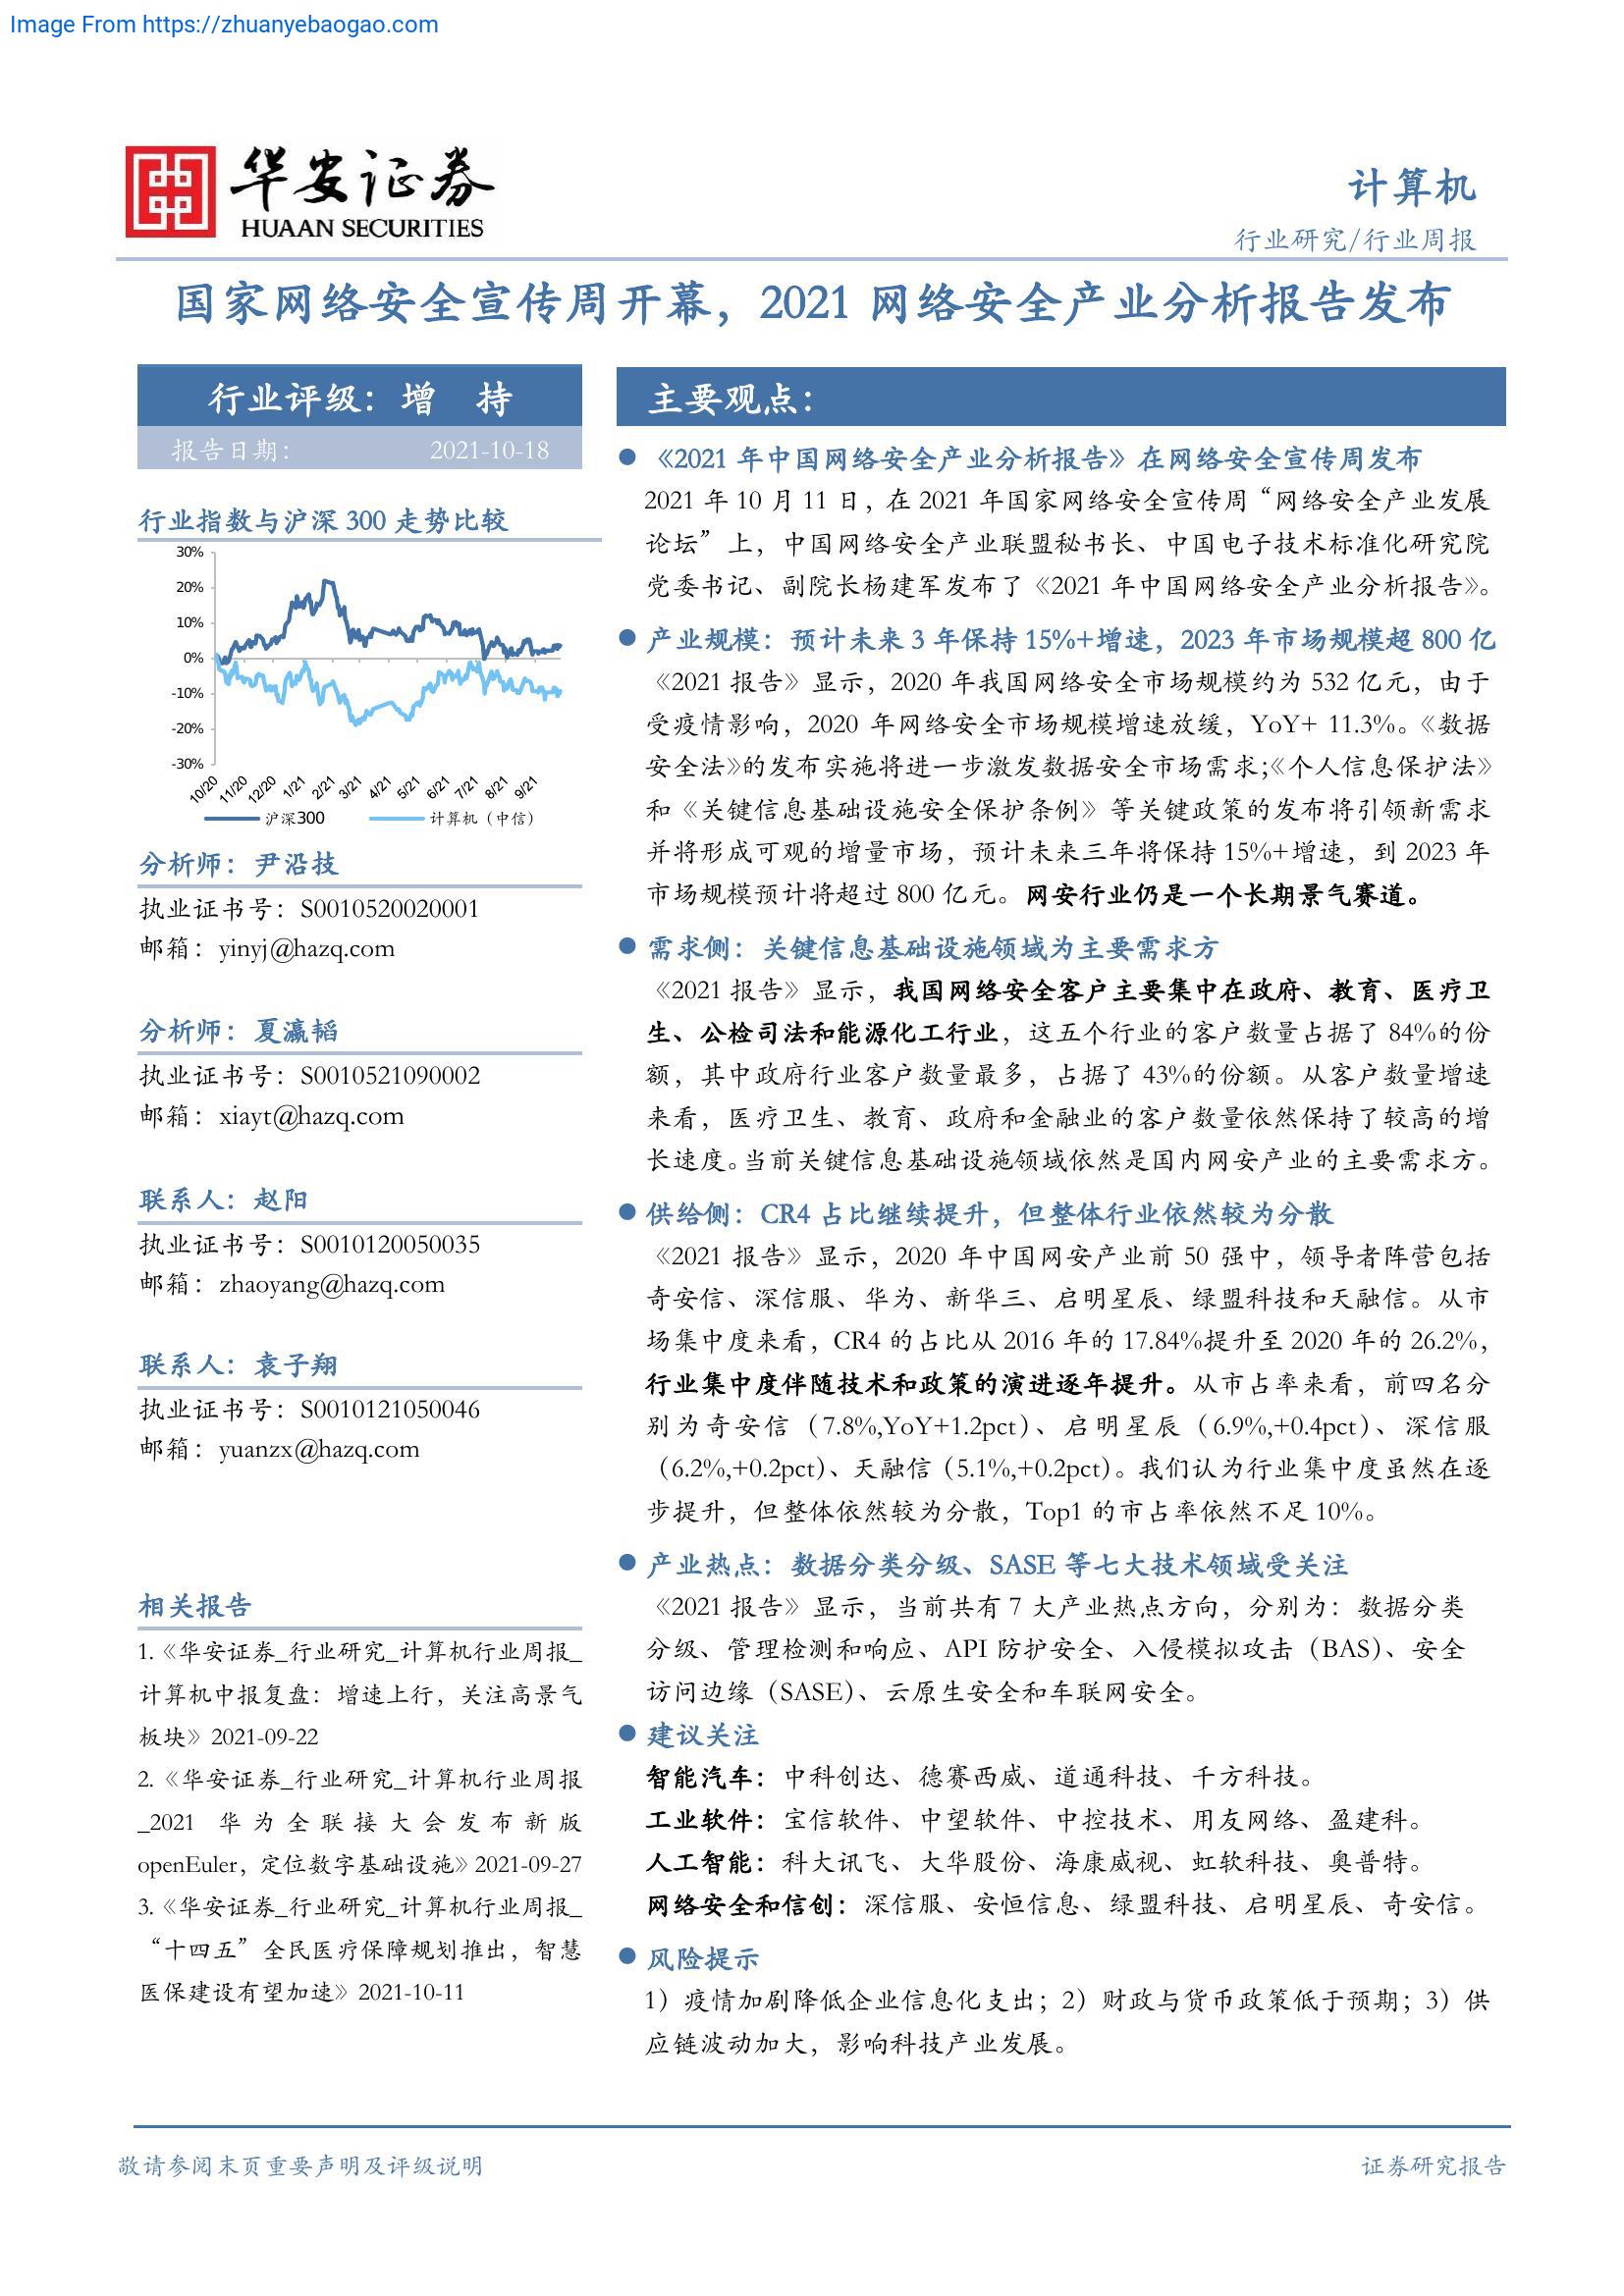 Image From https://zhuanyebaogao.com
华安证券
HUAAN SECURITIES
计算机
行业研究/行业周报
国家网络安全宣传周开幕，2021 网络安全产业分析报告发布
行业评级：增 持
报告日期： 2021-10-18
行业指数与沪深 300 走势比较
30%
20%
10%
0%
-10%
-20%
-30%
10/20 11/20 12/20 1/21 2/21 3/21 4/21 5/21 6/21 7/21 8/21 9/21
沪深300 计算机（中信）
分析师：尹沿技
执业证书号：S0010520020001
邮箱：yinyj@hazq.com
分析师：夏瀛韬
执业证书号：S0010521090002
邮箱：xiayt@hazq.com
联系人：赵阳
执业证书号：S0010120050035
邮箱：zhaoyang@hazq.com
联系人：袁子翔
执业证书号：S0010121050046
邮箱：yuanzx@hazq.com
相关报告
1.《华安证券_行业研究_计算机行业周报_
计算机中报复盘：增速上行，关注高景气
板块》2021-09-22
2.《华安证券_行业研究_计算机行业周报
_2021 华为全联接大会发布新版
openEuler，定位数字基础设施》2021-09-27
3.《华安证券_行业研究_计算机行业周报_
“十四五”全民医疗保障规划推出，智慧
医保建设有望加速》2021-10-11
主要观点：
《2021 年中国网络安全产业分析报告》在网络安全宣传周发布
2021 年 10 月 11 日，在 2021 年国家网络安全宣传周“网络安全产业发展
论坛”上，中国网络安全产业联盟秘书长、中国电子技术标准化研究院
党委书记、副院长杨建军发布了《2021 年中国网络安全产业分析报告》。
产业规模：预计未来 3 年保持 15%+增速，2023 年市场规模超 800 亿
《2021 报告》显示，2020 年我国网络安全市场规模约为 532 亿元，由于
受疫情影响，2020 年网络安全市场规模增速放缓，YoY+ 11.3%。《数据
安全法》的发布实施将进一步激发数据安全市场需求;《个人信息保护法》
和《关键信息基础设施安全保护条例》等关键政策的发布将引领新需求
并将形成可观的增量市场，预计未来三年将保持 15%+增速，到 2023 年
市场规模预计将超过 800 亿元。网安行业仍是一个长期景气赛道。
需求侧：关键信息基础设施领域为主要需求方
《2021 报告》显示，我国网络安全客户主要集中在政府、教育、医疗卫
生、公检司法和能源化工行业，这五个行业的客户数量占据了 84%的份
额，其中政府行业客户数量最多，占据了 43%的份额。从客户数量增速
来看，医疗卫生、教育、政府和金融业的客户数量依然保持了较高的增
长速度。当前关键信息基础设施领域依然是国内网安产业的主要需求方。
供给侧：CR4 占比继续提升，但整体行业依然较为分散
《2021 报告》显示，2020 年中国网安产业前 50 强中，领导者阵营包括
奇安信、深信服、华为、新华三、启明星辰、绿盟科技和天融信。从市
场集中度来看，CR4 的占比从 2016 年的 17.84%提升至 2020 年的 26.2%，
行业集中度伴随技术和政策的演进逐年提升。从市占率来看，前四名分
别为奇安信（7.8%,YoY+1.2pct）、启明星辰（6.9%,+0.4pct）、深信服
（6.2%,+0.2pct）、天融信（5.1%,+0.2pct）。我们认为行业集中度虽然在逐
步提升，但整体依然较为分散，Top1 的市占率依然不足 10%。
产业热点：数据分类分级、SASE 等七大技术领域受关注
《2021 报告》显示，当前共有 7 大产业热点方向，分别为：数据分类
分级、管理检测和响应、API 防护安全、入侵模拟攻击（BAS）、安全
访问边缘（SASE）、云原生安全和车联网安全。
建议关注
智能汽车：中科创达、德赛西威、道通科技、千方科技。
工业软件：宝信软件、中望软件、中控技术、用友网络、盈建科。
人工智能：科大讯飞、大华股份、海康威视、虹软科技、奥普特。
网络安全和信创：深信服、安恒信息、绿盟科技、启明星辰、奇安信。
风险提示
1）疫情加剧降低企业信息化支出；2）财政与货币政策低于预期；3）供
应链波动加大，影响科技产业发展。
敬请参阅末页重要声明及评级说明
证券研究报告